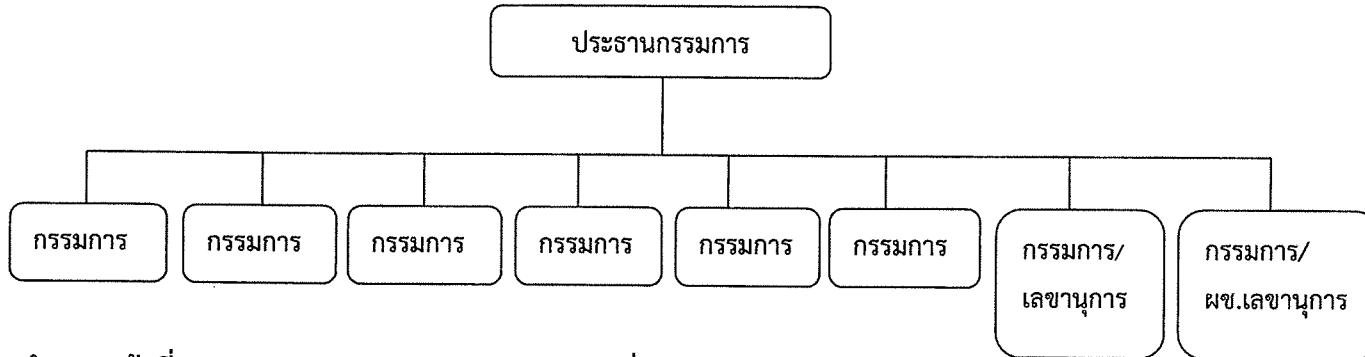 ประธานกรรมการ
กรรมการ
กรรมการ
กรรมการ
กรรมการ
กรรมการ
กรรมการ
กรรมการ/
เลขานุการ
กรรมการ/
ผช.เลขานุการ